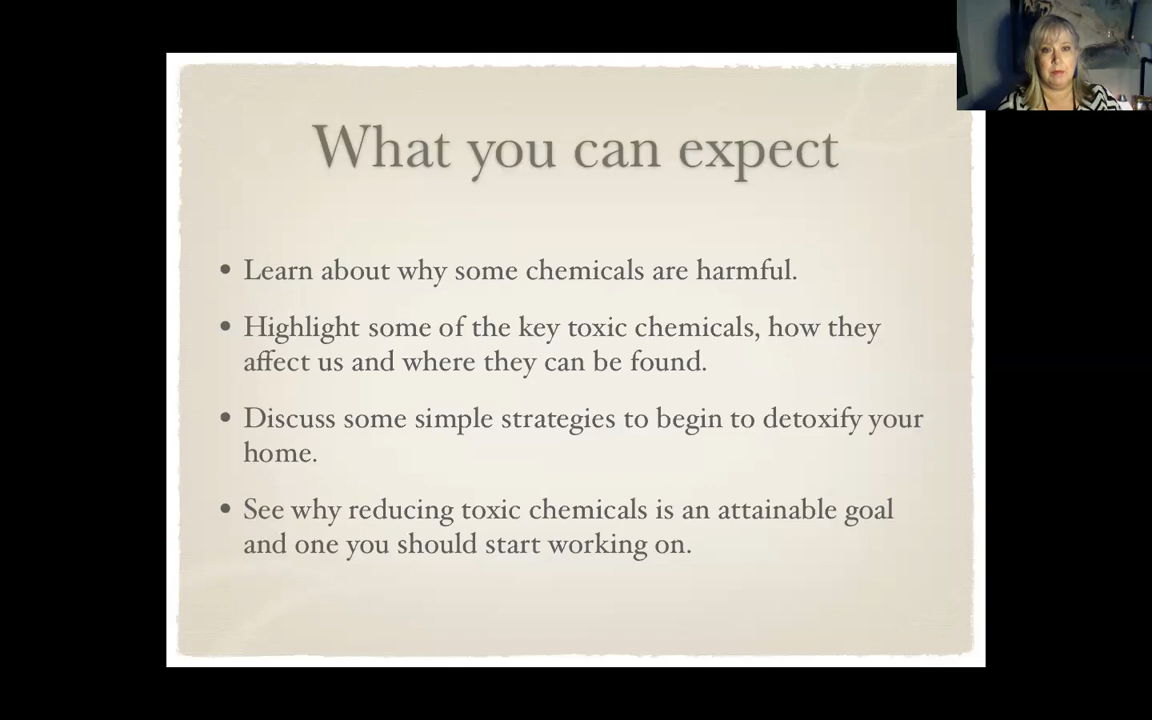 What you can expect
• Learn about why some chemicals are harmful.
• Highlight some of the key toxic chemicals, how they
affect us and where they can be found.
• Discuss some simple strategies to begin to detoxify your
home.
• See why reducing toxic chemicals is an attainable goal
and one you should start working on.